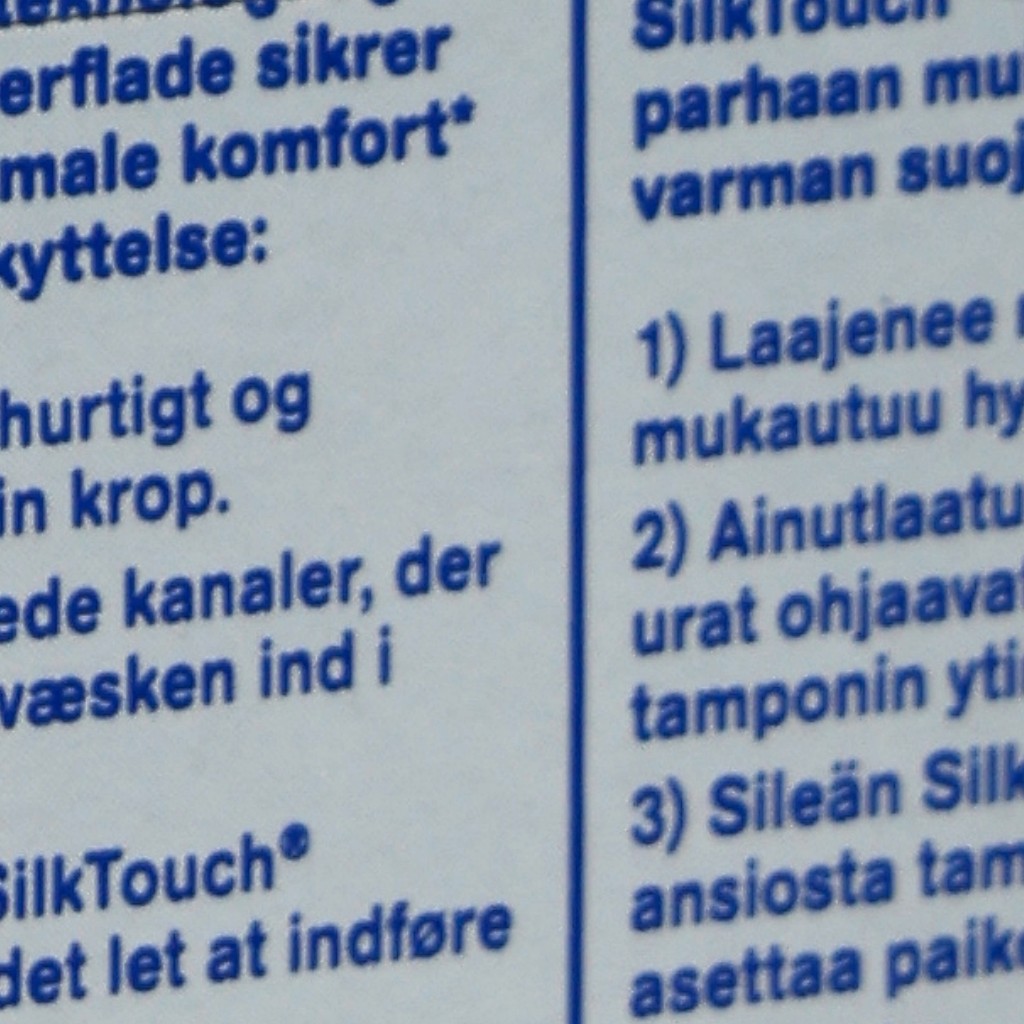 erflade sikrer
male komfort*
kyttelse:
hurtigt og
in krop.
ede kanaler, der
væsken ind i
SilkTouch®
det let at indføre
SilkTouch
parhaan mu
varman suoj
1) Laajenee
mukautuu hy
2) Ainutlaatu
urat ohjaavat
tamponin yti
3) Sileän Silk
ansiosta tam
asettaa paik